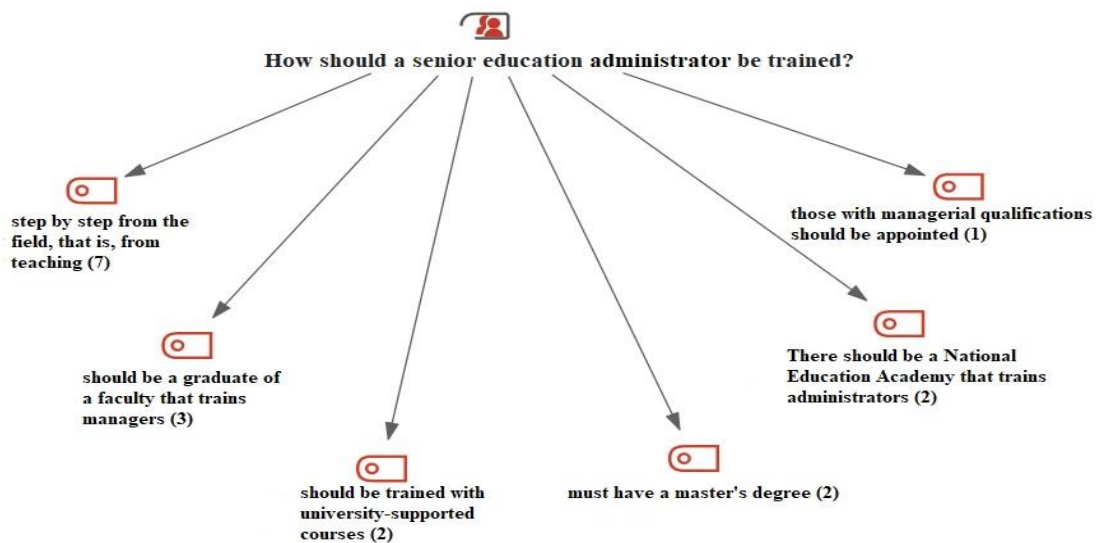 How should a senior education administrator be trained?
step by step from the
field, that is, from
teaching (7)
should be a graduate of
a faculty that trains
managers (3)
should be trained with
university-supported
courses (2)
must have a master's degree (2)
There should be a National
Education Academy that trains
administrators (2)
those with managerial qualifications
should be appointed (1)